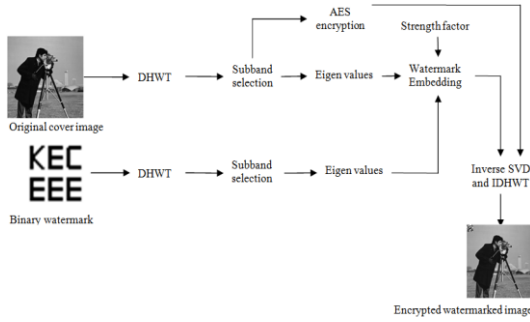 AES
encryption
Strength factor
DHWT
Subband
selection
Eigen values
Watermark
Embedding
Original cover image
KEC
EEE
DHWT
Subband
selection
Eigen values
Inverse SVD
and IDHWT
Binary watermark
Encrypted watermarked image